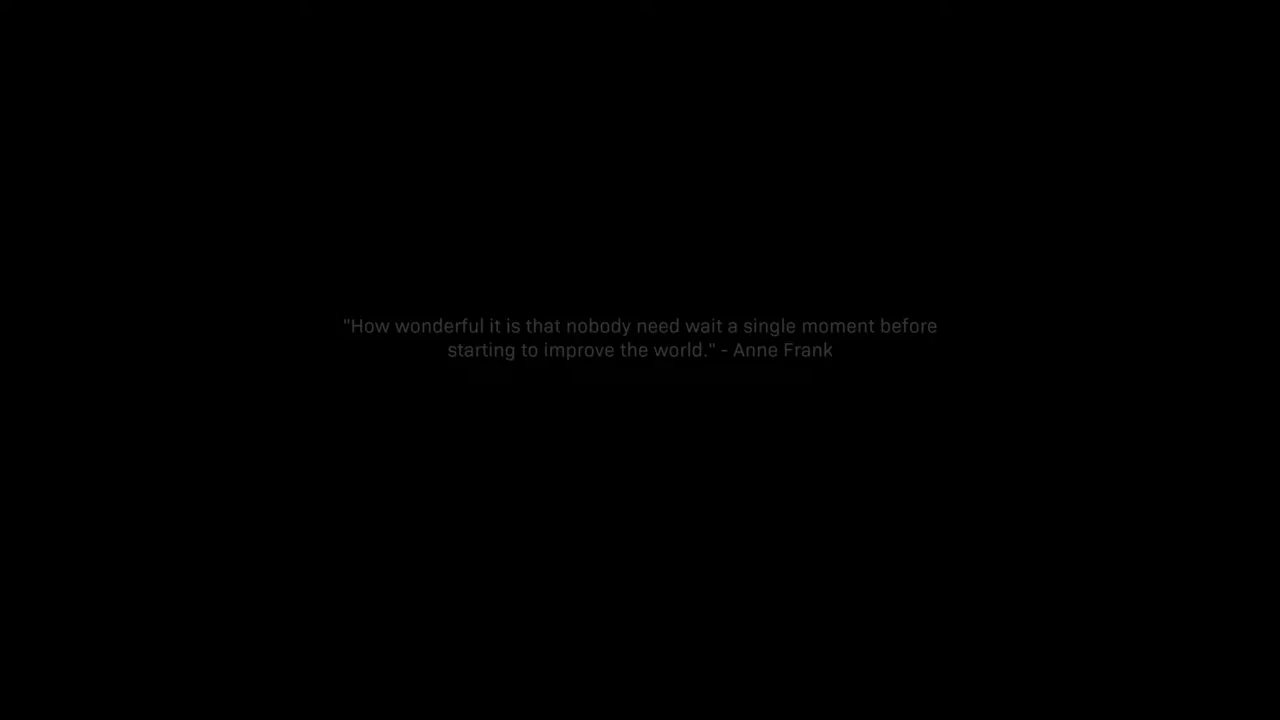 "How wonderful it is that nobody need wait a single moment before
starting to improve the world." - Anne Frank